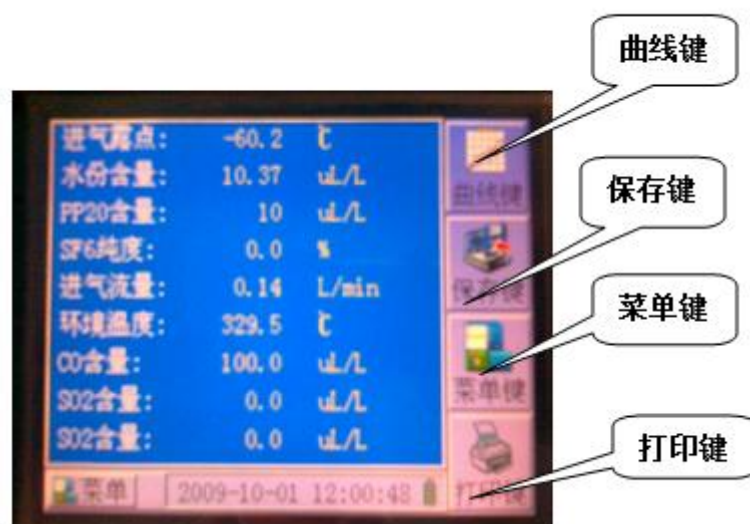 曲线键
保存键
菜单键
打印键
进气露点: -60.2 ℃
水份含量: 10.37 uL/L
PP20含量: 10 uL/L
SF6纯度: 0.0 %
进气流量: 0.14 L/min
环境温度: 329.5 ℃
CO含量: 100.0 uL/L
SO2含量: 0.0 uL/L
SO2含量: 0.0 uL/L
曲线键
保存键
菜单键
打印键
菜单 2009-10-01 12:00:48